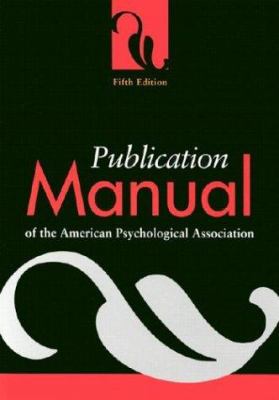 Fifth Edition
Publication
Manual
of the American Psychological Association